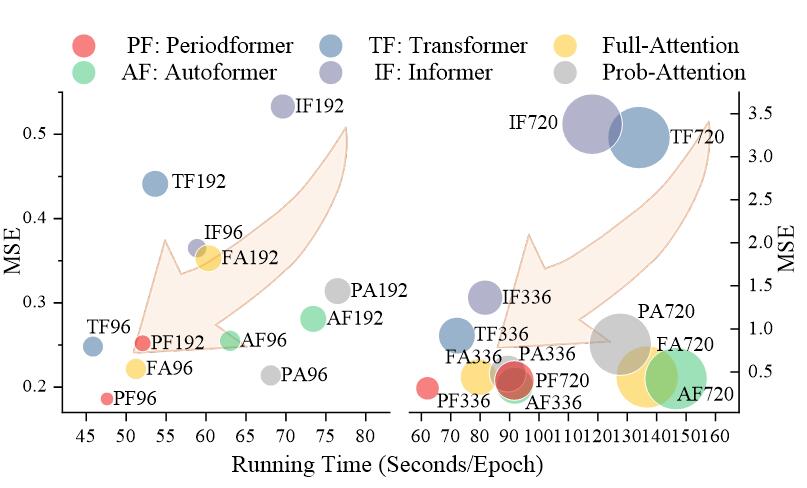 PF: Periodformer TF: Transformer Full-Attention
AF: Autoformer IF: Informer Prob-Attention
MSE
0.5
0.4
0.3
0.2
IF192
TF192
IF96
FA192
PA192
AF192
TF96
PF192
AF96
FA96
PA96
PF96
45 50 55 60 65 70 75 80
IF720
TF720
IF336
PA720
TF336
FA336
PA336
FA720
PF720
PF336
AF336
AF720
60 70 80 90 100 110 120 130 140 150 160
3.5
3.0
2.5
2.0
1.5
1.0
0.5
MSE
Running Time (Seconds/Epoch)